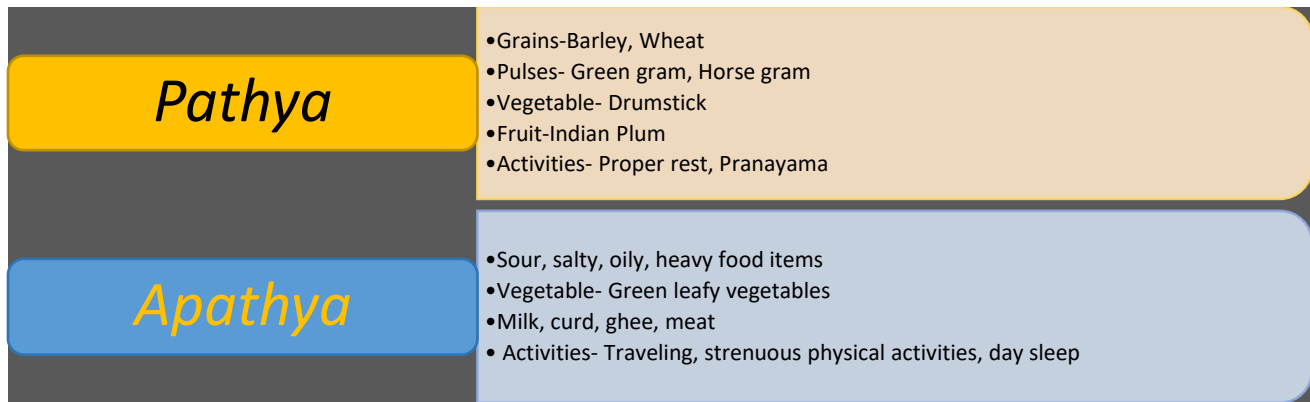 Pathya
•Grains-Barley, Wheat
•Pulses- Green gram, Horse gram
•Vegetable- Drumstick
•Fruit-Indian Plum
•Activities- Proper rest, Pranayama
Apathya
•Sour, salty, oily, heavy food items
•Vegetable- Green leafy vegetables
•Milk, curd, ghee, meat
• Activities- Traveling, strenuous physical activities, day sleep